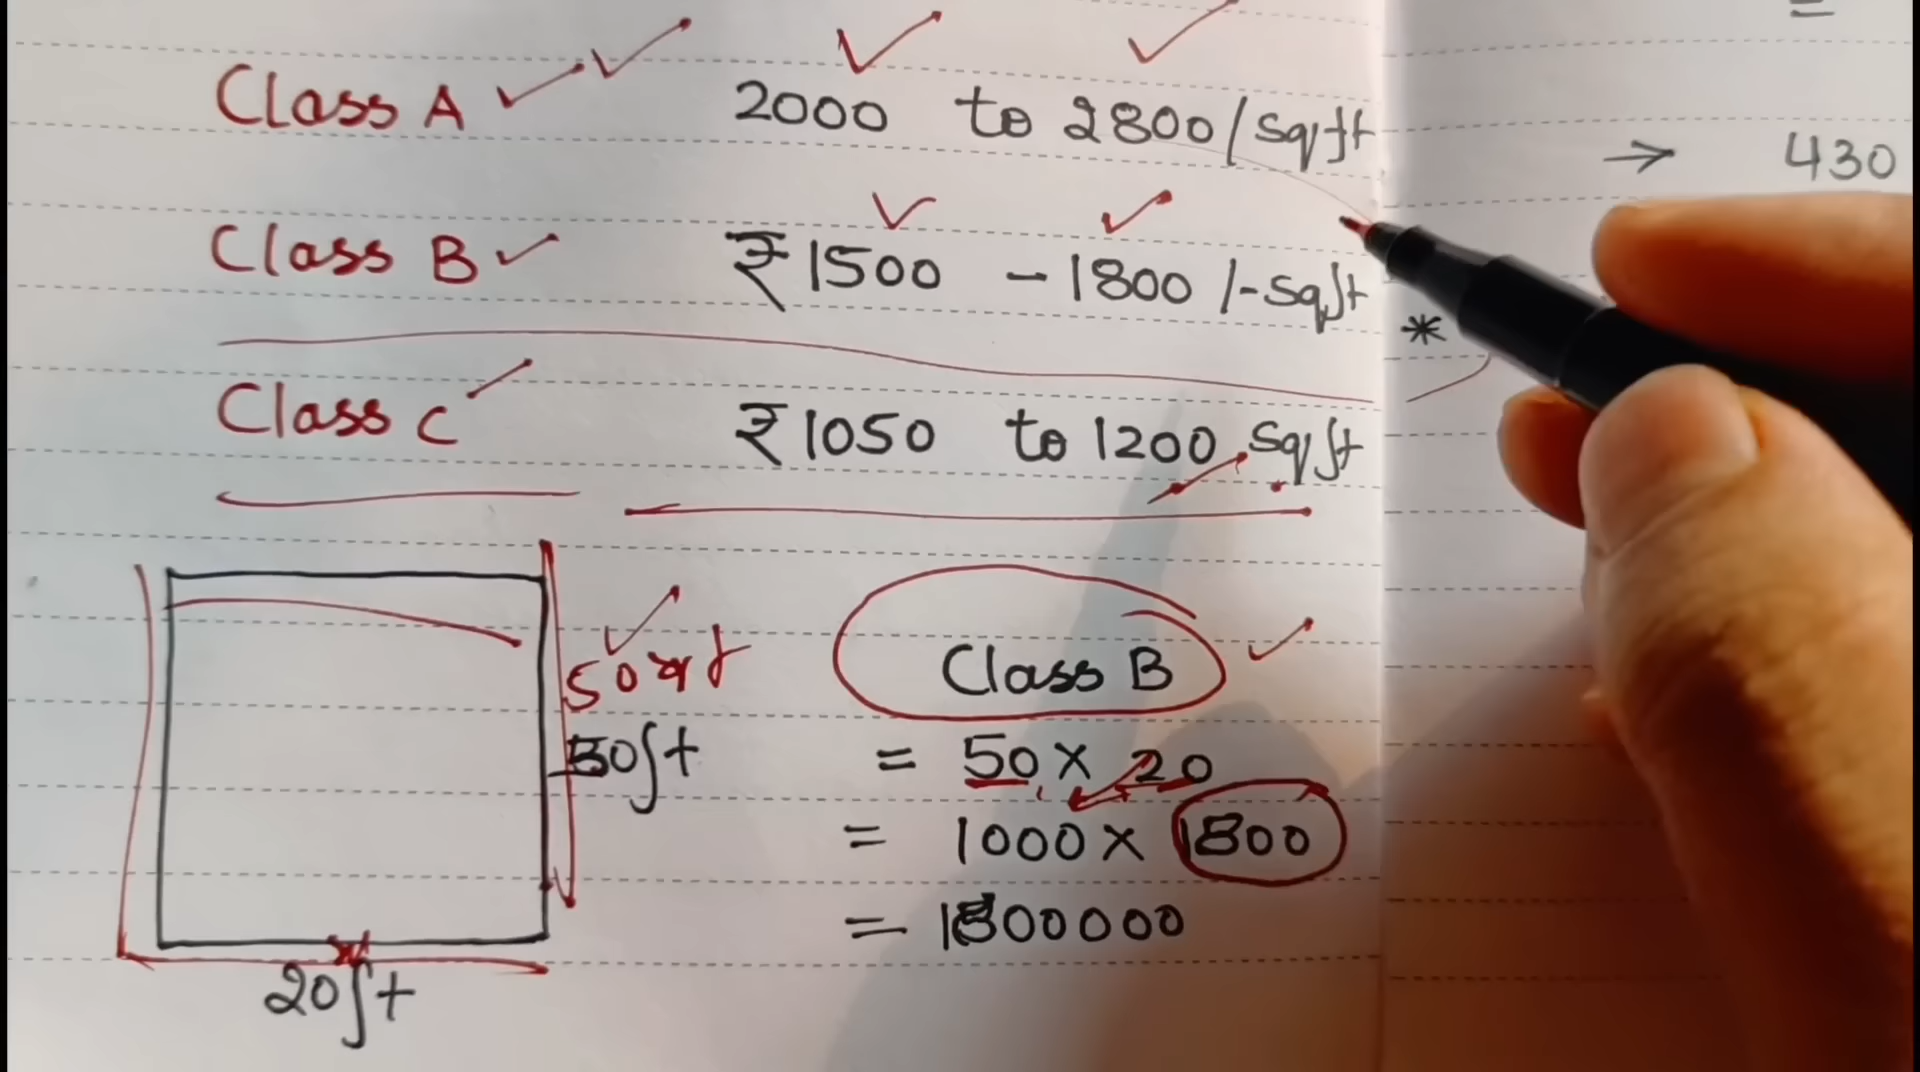 =
Class A 2000 to 2800/Sqft
→ 430
Class B ₹1500 - 1800/-Sqft
*
Class C ₹1050 to 1200 Sqft
Class B
50ft
= 50 x 20
= 1000 x 1800
= 1800000
20ft